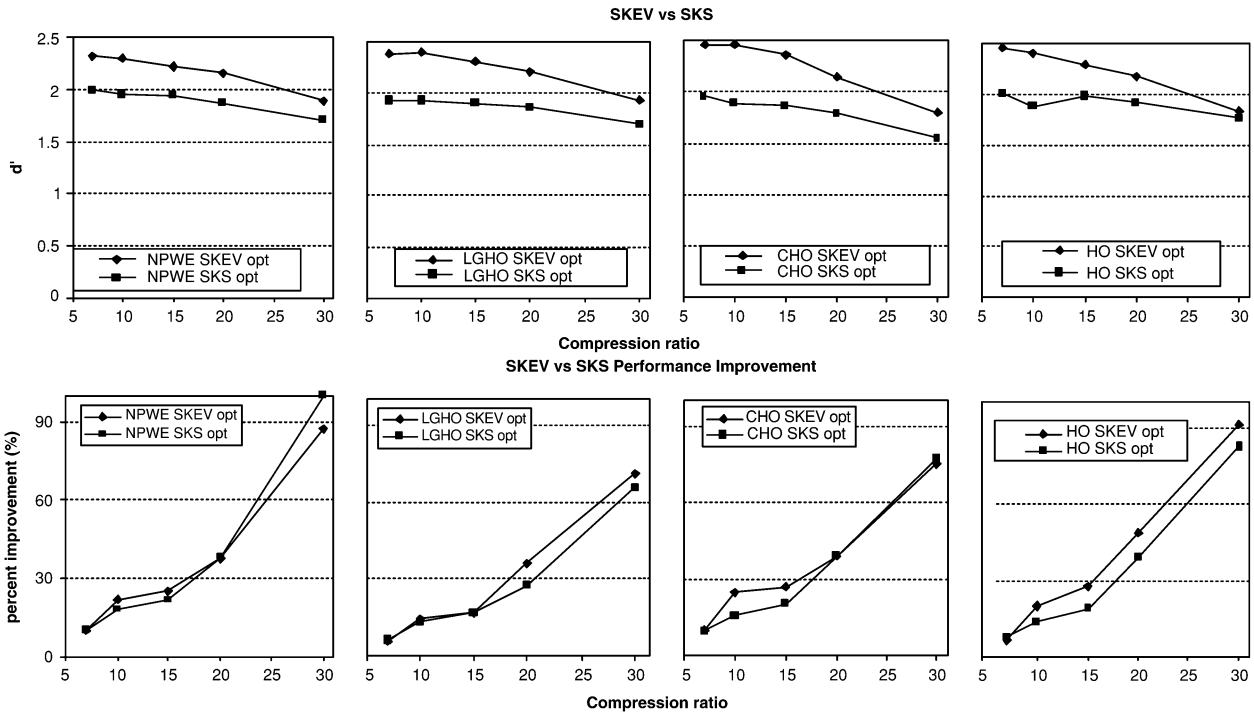 SKEV vs SKS
2.5
2
1.5
1
0.5
0
d'
NPWE SKEV opt
NPWE SKS opt
LGHO SKEV opt
LGHO SKS opt
CHO SKEV opt
CHO SKS opt
HO SKEV opt
HO SKS opt
5 10 15 20 25 30
5 10 15 20 25 30
5 10 15 20 25 30
5 10 15 20 25 30
Compression ratio
SKEV vs SKS Performance Improvement
90
60
30
0
percent improvement (%)
NPWE SKEV opt
NPWE SKS opt
LGHO SKEV opt
LGHO SKS opt
CHO SKEV opt
CHO SKS opt
HO SKEV opt
HO SKS opt
5 10 15 20 25 30
5 10 15 20 25 30
5 10 15 20 25 30
5 10 15 20 25 30
Compression ratio